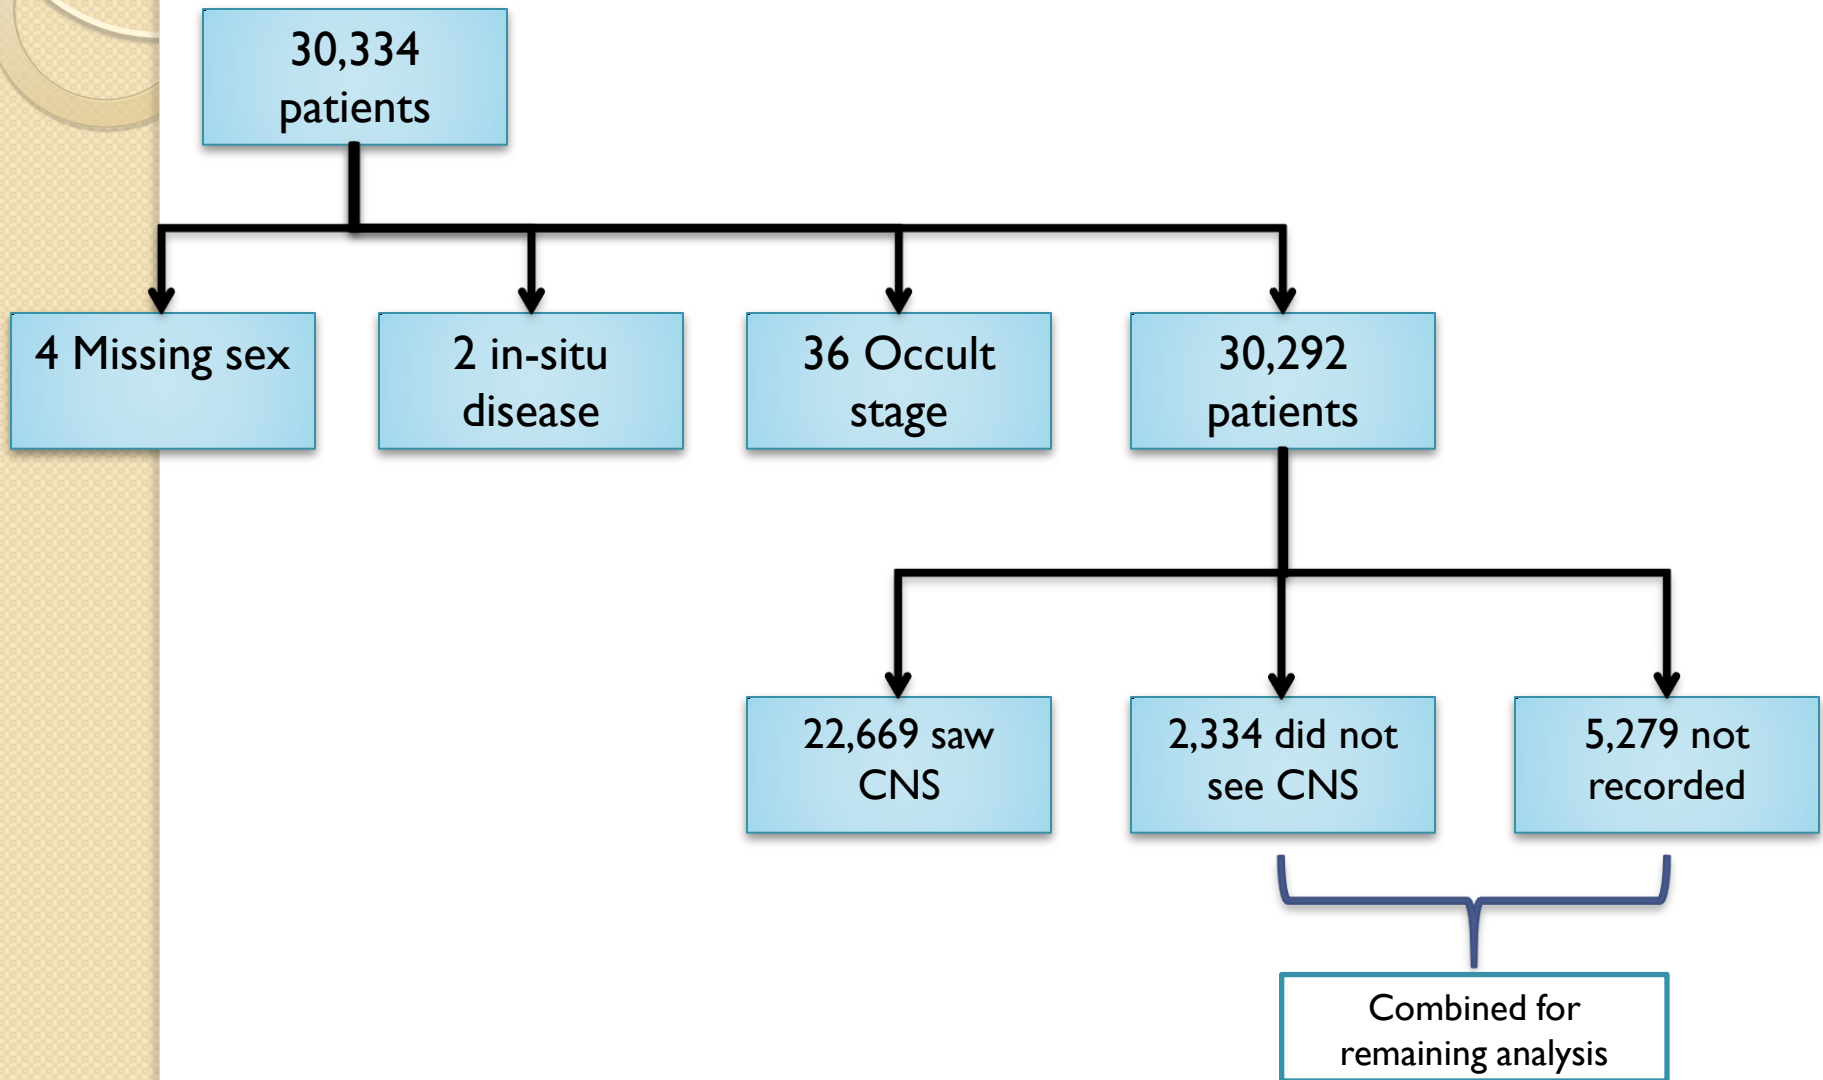 30,334
patients
4 Missing sex
2 in-situ
disease
36 Occult
stage
30,292
patients
22,669 saw
CNS
2,334 did not
see CNS
5,279 not
recorded
Combined for
remaining analysis